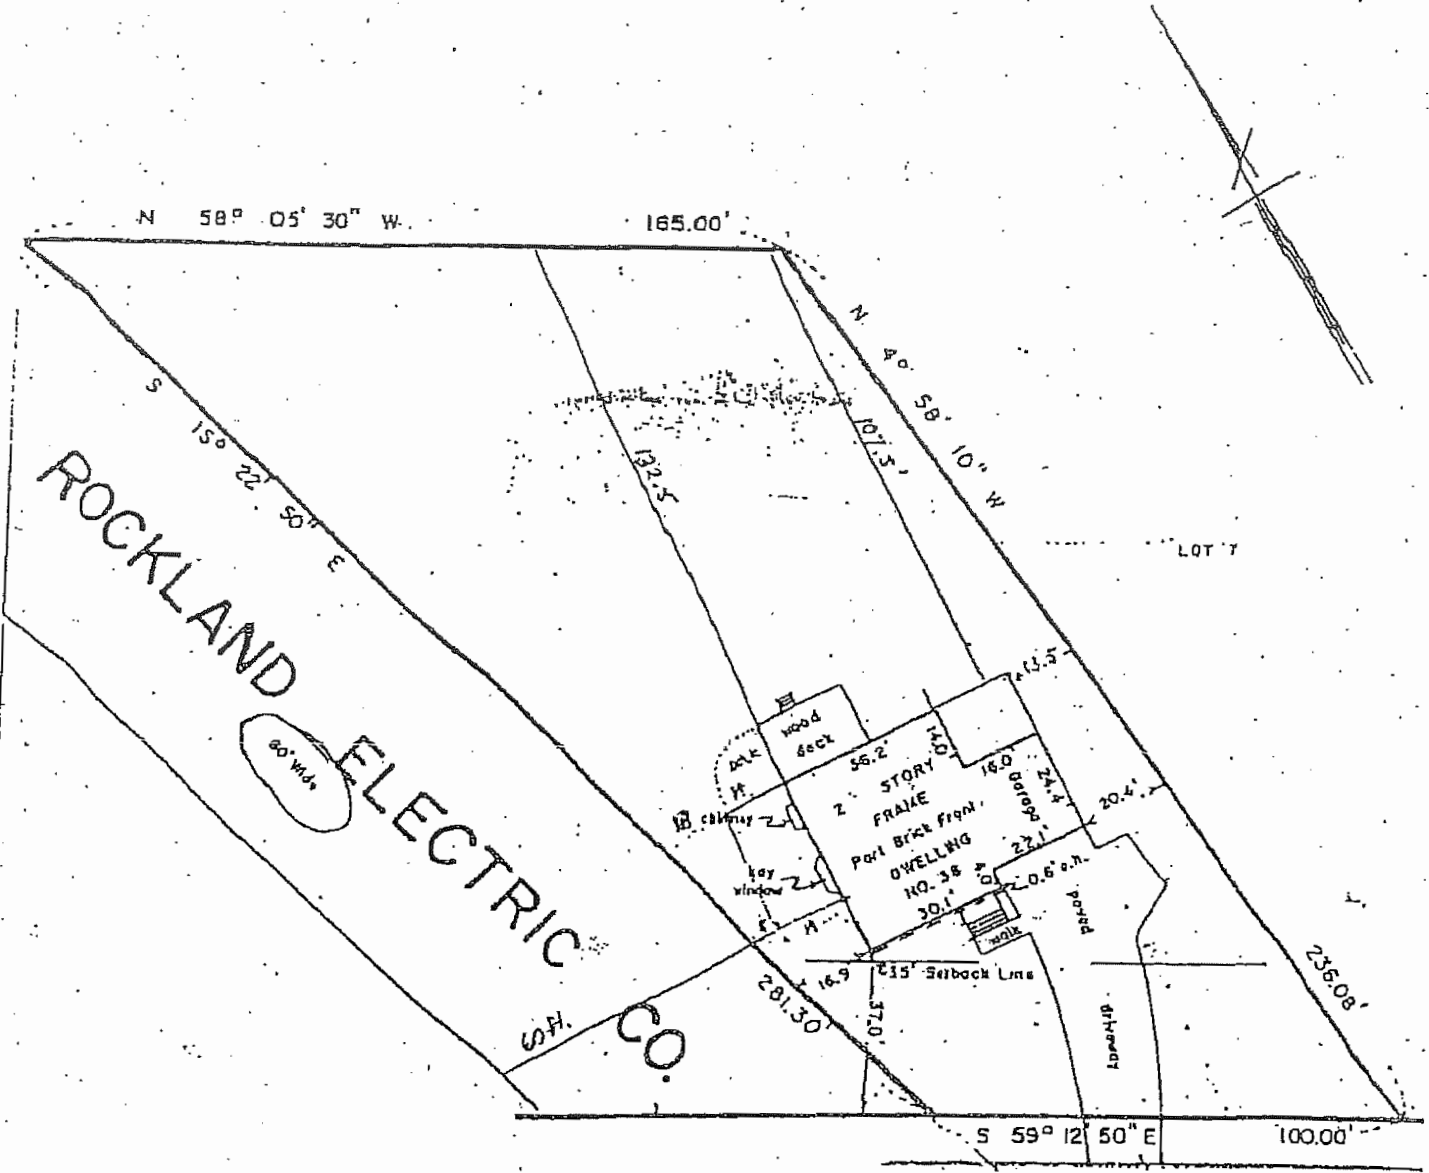 N 58° 05' 30" W.
165.00'
N 4° 58' 10" W
S 15° 22' 50" E
132.5
107.5'
LOT 7
ROCKLAND ELECTRIC CO.
13.5
wood deck
56.2'
14.0
16.0'
Garage
24.4
20.4'
2 STORY
FRAME
Part Brick Front,
DWELLING
NO. 38
chimney
bay window
22.1'
4.0
0.6' o.h.
30.1'
walk
paved
driveway
16.9
35' Setback Line
37.0'
281.30'
236.08'
S 59° 12' 50" E
100.00'